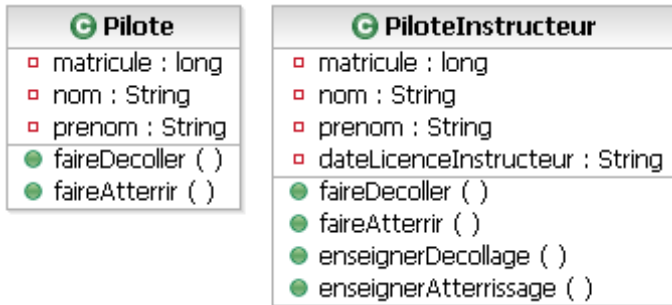 Pilote
matricule : long
nom : String
prenom : String
faireDecoller ( )
faireAtterrir ( )
PiloteInstructeur
matricule : long
nom : String
prenom : String
dateLicenceInstructeur : String
faireDecoller ( )
faireAtterrir ( )
enseignerDecollage ( )
enseignerAtterrissage ( )